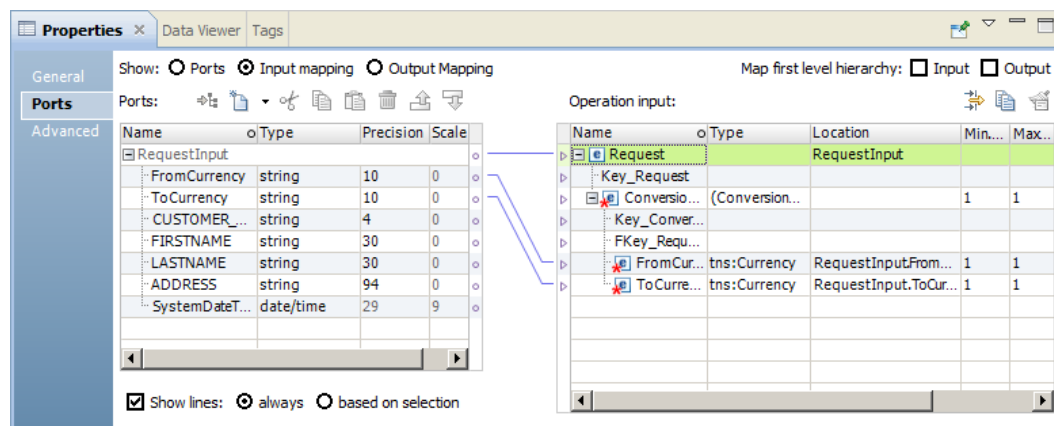 Properties Data Viewer Tags
General
Ports
Advanced
Show: Ports Input mapping Output Mapping
Map first level hierarchy: Input Output
Ports:
Operation input:
Name Type Precision Scale
RequestInput
FromCurrency string 10 0
ToCurrency string 10 0
CUSTOMER_... string 4 0
FIRSTNAME string 30 0
LASTNAME string 30 0
ADDRESS string 94 0
SystemDateT... date/time 29 9
Name Type Location Min.... Max...
Request RequestInput
Key_Request
Conversio... (Conversion... 1 1
Key_Conver...
FKey_Requ...
FromCur... tns:Currency RequestInput.From... 1 1
ToCurre... tns:Currency RequestInput.ToCur... 1 1
Show lines: always based on selection